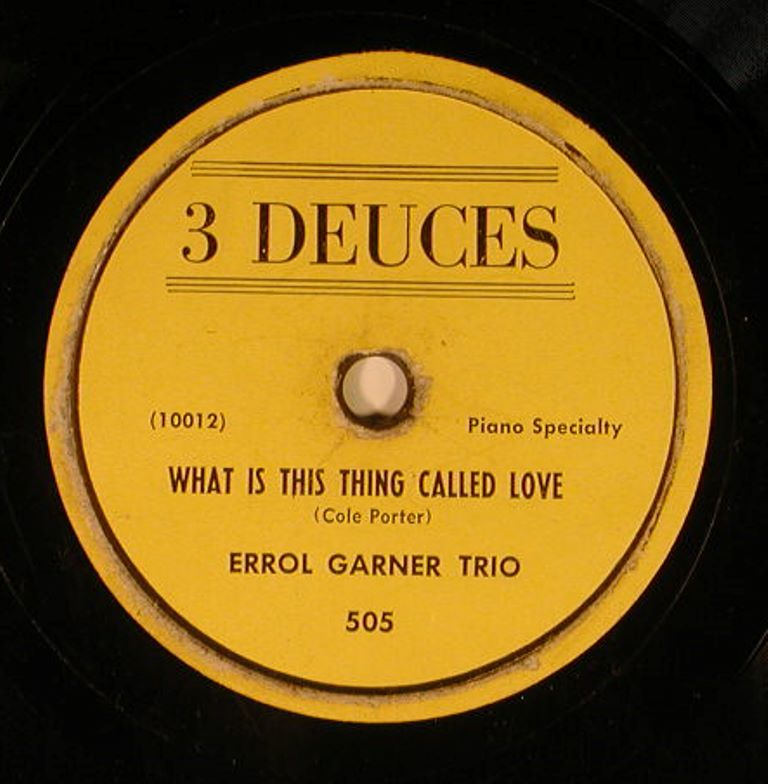 3 DEUCES
(10012) Piano Specialty
WHAT IS THIS THING CALLED LOVE
(Cole Porter)
ERROL GARNER TRIO
505